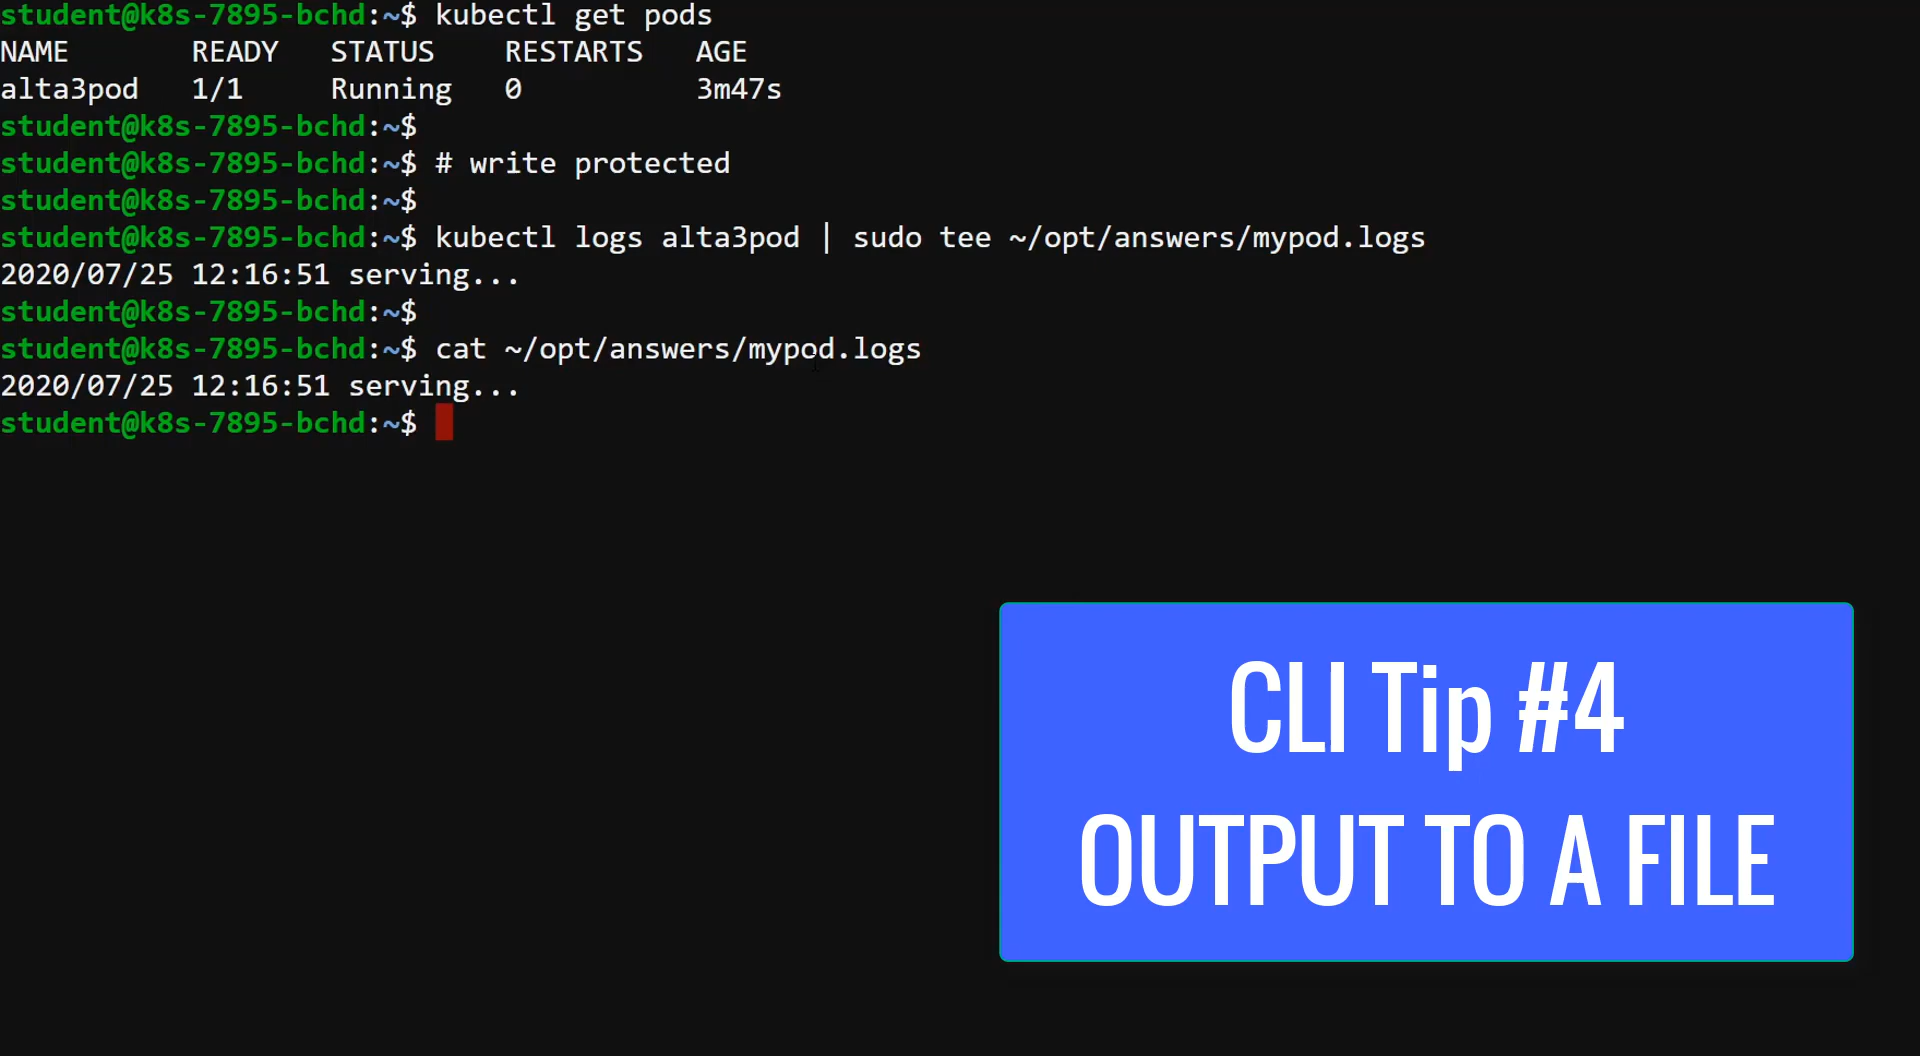 student@k8s-7895-bchd:~$ kubectl get pods
NAME       READY   STATUS    RESTARTS   AGE
alta3pod   1/1     Running   0          3m47s
student@k8s-7895-bchd:~$
student@k8s-7895-bchd:~$ # write protected
student@k8s-7895-bchd:~$
student@k8s-7895-bchd:~$ kubectl logs alta3pod | sudo tee ~/opt/answers/mypod.logs
2020/07/25 12:16:51 serving...
student@k8s-7895-bchd:~$
student@k8s-7895-bchd:~$ cat ~/opt/answers/mypod.logs
2020/07/25 12:16:51 serving...
student@k8s-7895-bchd:~$
CLI Tip #4
OUTPUT TO A FILE